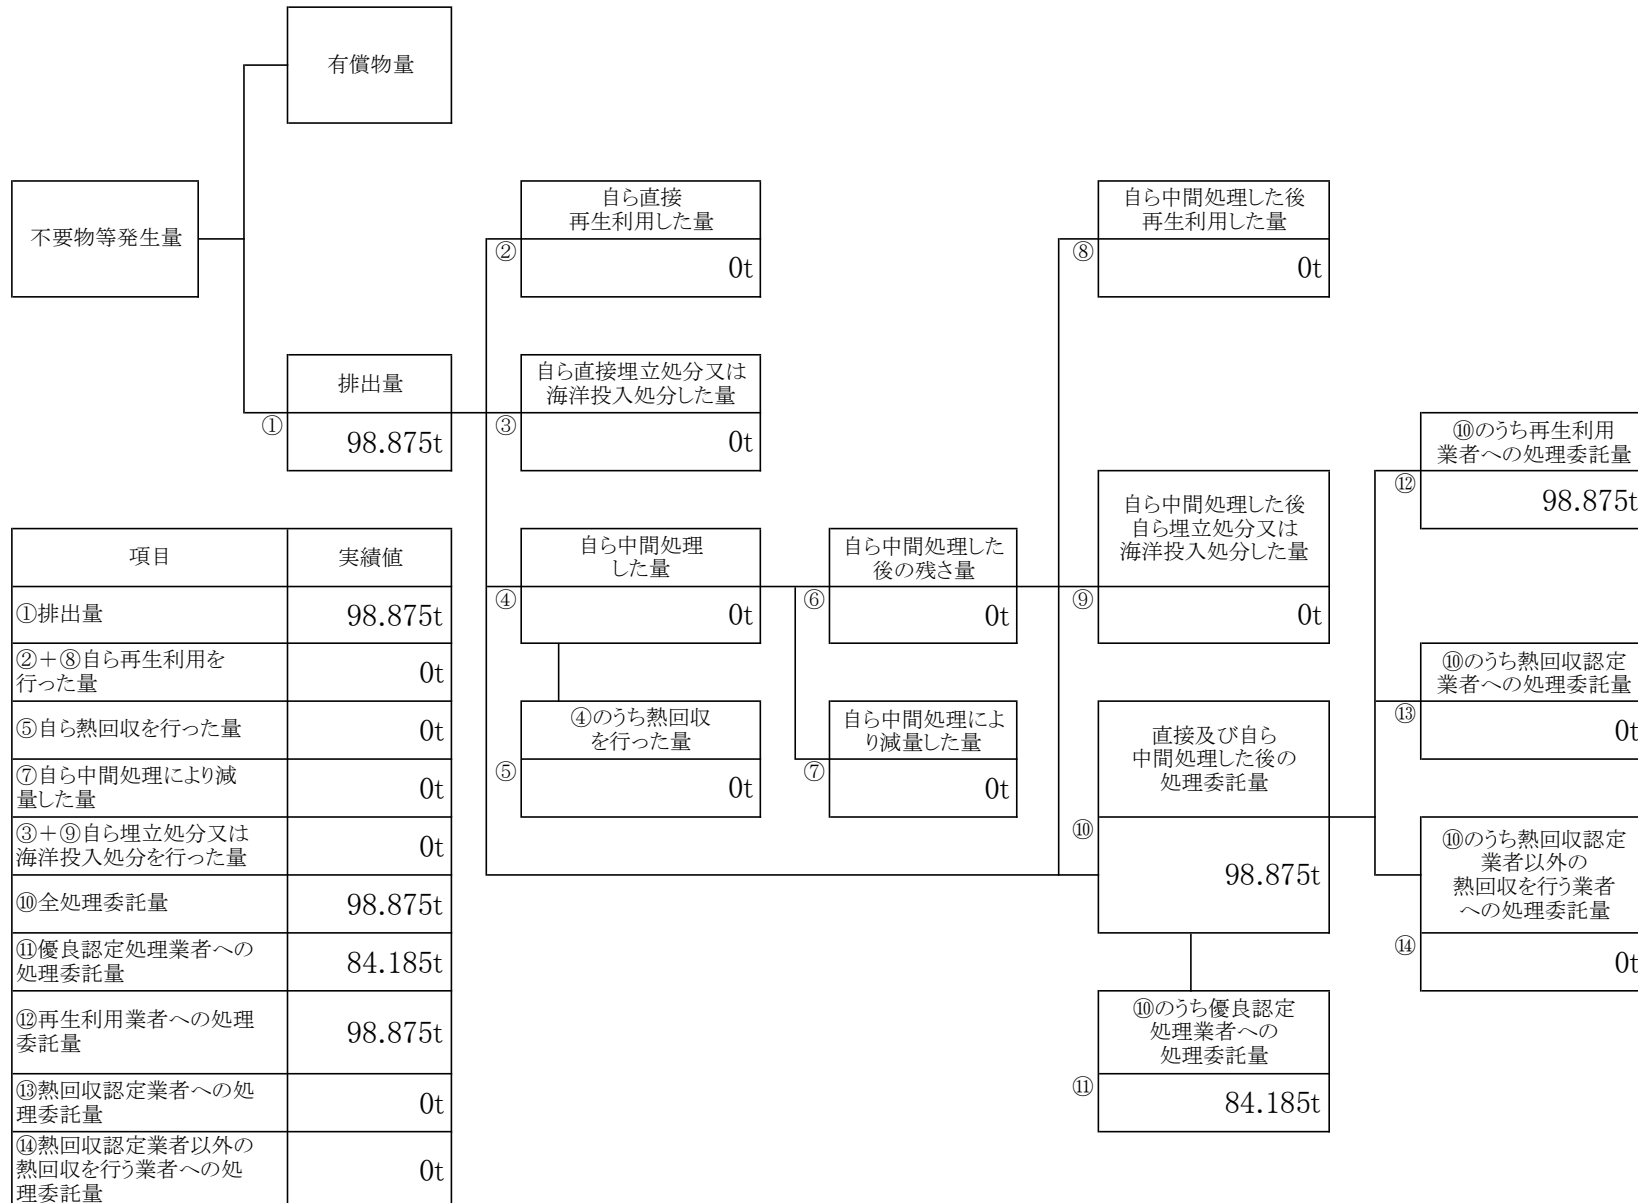 有償物量
不要物等発生量
自ら直接
再生利用した量
②
0t
自ら中間処理した後
再生利用した量
⑧
0t
排出量
①
98.875t
自ら直接埋立処分又は
海洋投入処分した量
③
0t
⑩のうち再生利用
業者への処理委託量
⑫
98.875t
自ら中間処理
した量
④
0t
自ら中間処理した
後の残さ量
⑥
0t
自ら中間処理した後
自ら埋立処分又は
海洋投入処分した量
⑨
0t
⑩のうち熱回収認定
業者への処理委託量
⑬
0t
④のうち熱回収
を行った量
⑤
0t
自ら中間処理によ
り減量した量
⑦
0t
直接及び自ら
中間処理した後の
処理委託量
⑩
98.875t
⑩のうち熱回収認定
業者以外の
熱回収を行う業者
への処理委託量
⑭
0t
⑩のうち優良認定
処理業者への
処理委託量
⑪
84.185t
項目
実績値
①排出量
98.875t
②+⑧自ら再生利用を
行った量
0t
⑤自ら熱回収を行った量
0t
⑦自ら中間処理により減
量した量
0t
③+⑨自ら埋立処分又は
海洋投入処分を行った量
0t
⑩全処理委託量
98.875t
⑪優良認定処理業者への
処理委託量
84.185t
⑫再生利用業者への処理
委託量
98.875t
⑬熱回収認定業者への処
理委託量
0t
⑭熱回収認定業者以外の
熱回収を行う業者への処
理委託量
0t